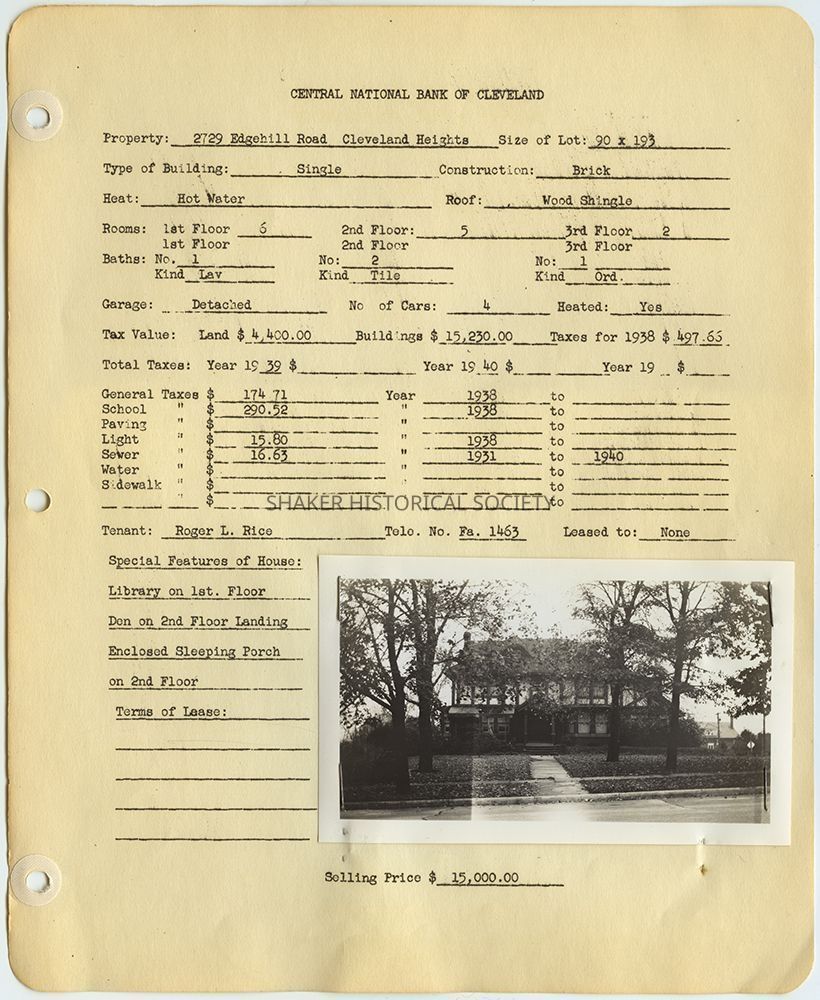 CENTRAL NATIONAL BANK OF CLEVELAND
Property: 2729 Edgehill Road Cleveland Heights Size of Lot: 90 x 193
Type of Building: Single Construction: Brick
Heat: Hot Water Roof: Wood Shingle
Rooms: 1st Floor 6 2nd Floor: 5 3rd Floor 2
1st Floor 2nd Floor 3rd Floor
Baths: No. 1 No: 2 No: 1
Kind Lav Kind Tile Kind Ord.
Garage: Detached No of Cars: 4 Heated: Yes
Tax Value: Land $ 4,400.00 Buildings $ 15,230.00 Taxes for 1938 $ 497.66
Total Taxes: Year 19 39 $ Year 19 40 $ Year 19 $
General Taxes $ 174 71 Year 1938 to
School " $ 290.52 " 1938 to
Paving " $ " to
Light " $ 15.80 " 1938 to
Sewer " $ 16.63 " 1931 to 1940
Water " $ " to
Sidewalk " $ " to
" $ to
SHAKER HISTORICAL SOCIETY
Tenant: Roger L. Rice Tele. No. Fa. 1463 Leased to: None
Special Features of House:
Library on 1st. Floor
Den on 2nd Floor Landing
Enclosed Sleeping Porch
on 2nd Floor
Terms of Lease:
Selling Price $ 15,000.00